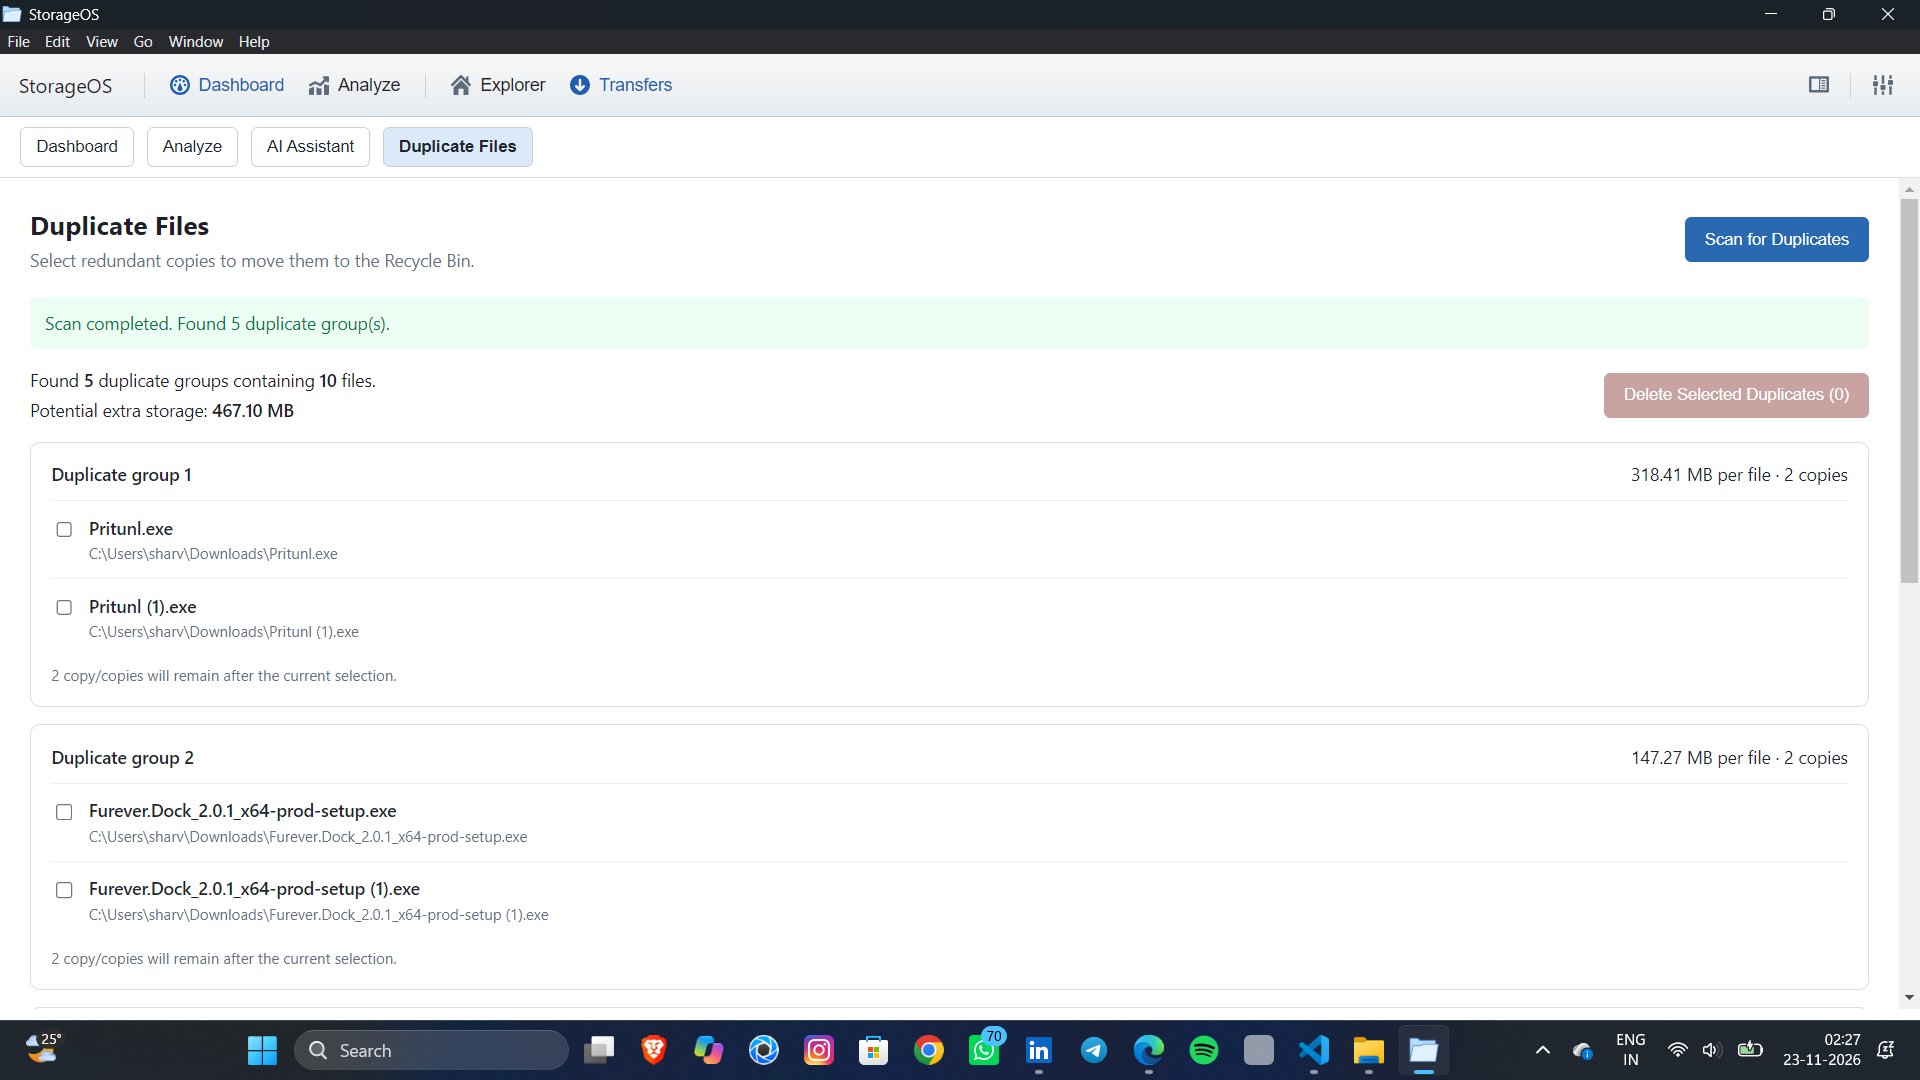 StorageOS
File Edit View Go Window Help
StorageOS Dashboard Analyze Explorer Transfers
Dashboard Analyze AI Assistant Duplicate Files
Duplicate Files
Scan for Duplicates
Select redundant copies to move them to the Recycle Bin.
Scan completed. Found 5 duplicate group(s).
Found 5 duplicate groups containing 10 files.
Delete Selected Duplicates (0)
Potential extra storage: 467.10 MB
Duplicate group 1 318.41 MB per file · 2 copies
Pritunl.exe
C:\Users\sharv\Downloads\Pritunl.exe
Pritunl (1).exe
C:\Users\sharv\Downloads\Pritunl (1).exe
2 copy/copies will remain after the current selection.
Duplicate group 2 147.27 MB per file · 2 copies
Furever.Dock_2.0.1_x64-prod-setup.exe
C:\Users\sharv\Downloads\Furever.Dock_2.0.1_x64-prod-setup.exe
Furever.Dock_2.0.1_x64-prod-setup (1).exe
C:\Users\sharv\Downloads\Furever.Dock_2.0.1_x64-prod-setup (1).exe
2 copy/copies will remain after the current selection.
25°
Search
70
in
ENG
IN
02:27
23-11-2026